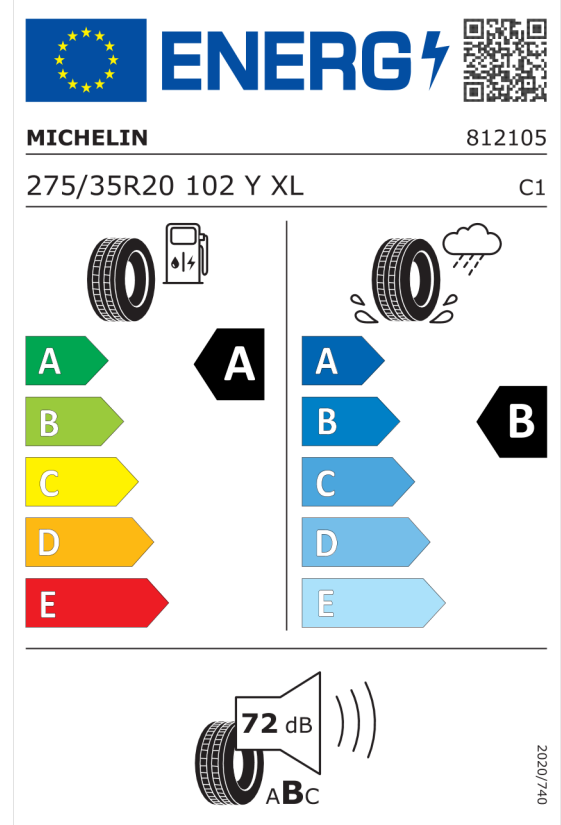 ENERG
MICHELIN 812105
275/35R20 102 Y XL C1
A A
B
C
D
E
A
B B
C
D
E
72 dB
ABC
2020/740